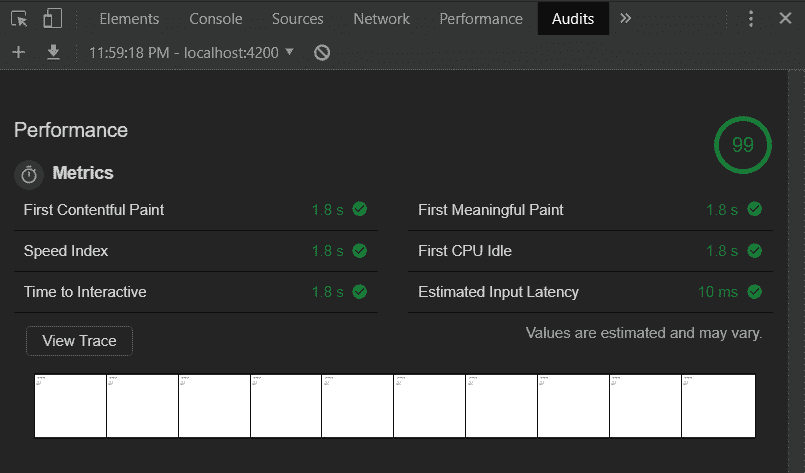 Elements Console Sources Network Performance Audits »
11:59:18 PM - localhost:4200 ▼
Performance
99
Metrics
First Contentful Paint 1.8 s
First Meaningful Paint 1.8 s
Speed Index 1.8 s
First CPU Idle 1.8 s
Time to Interactive 1.8 s
Estimated Input Latency 10 ms
View Trace
Values are estimated and may vary.